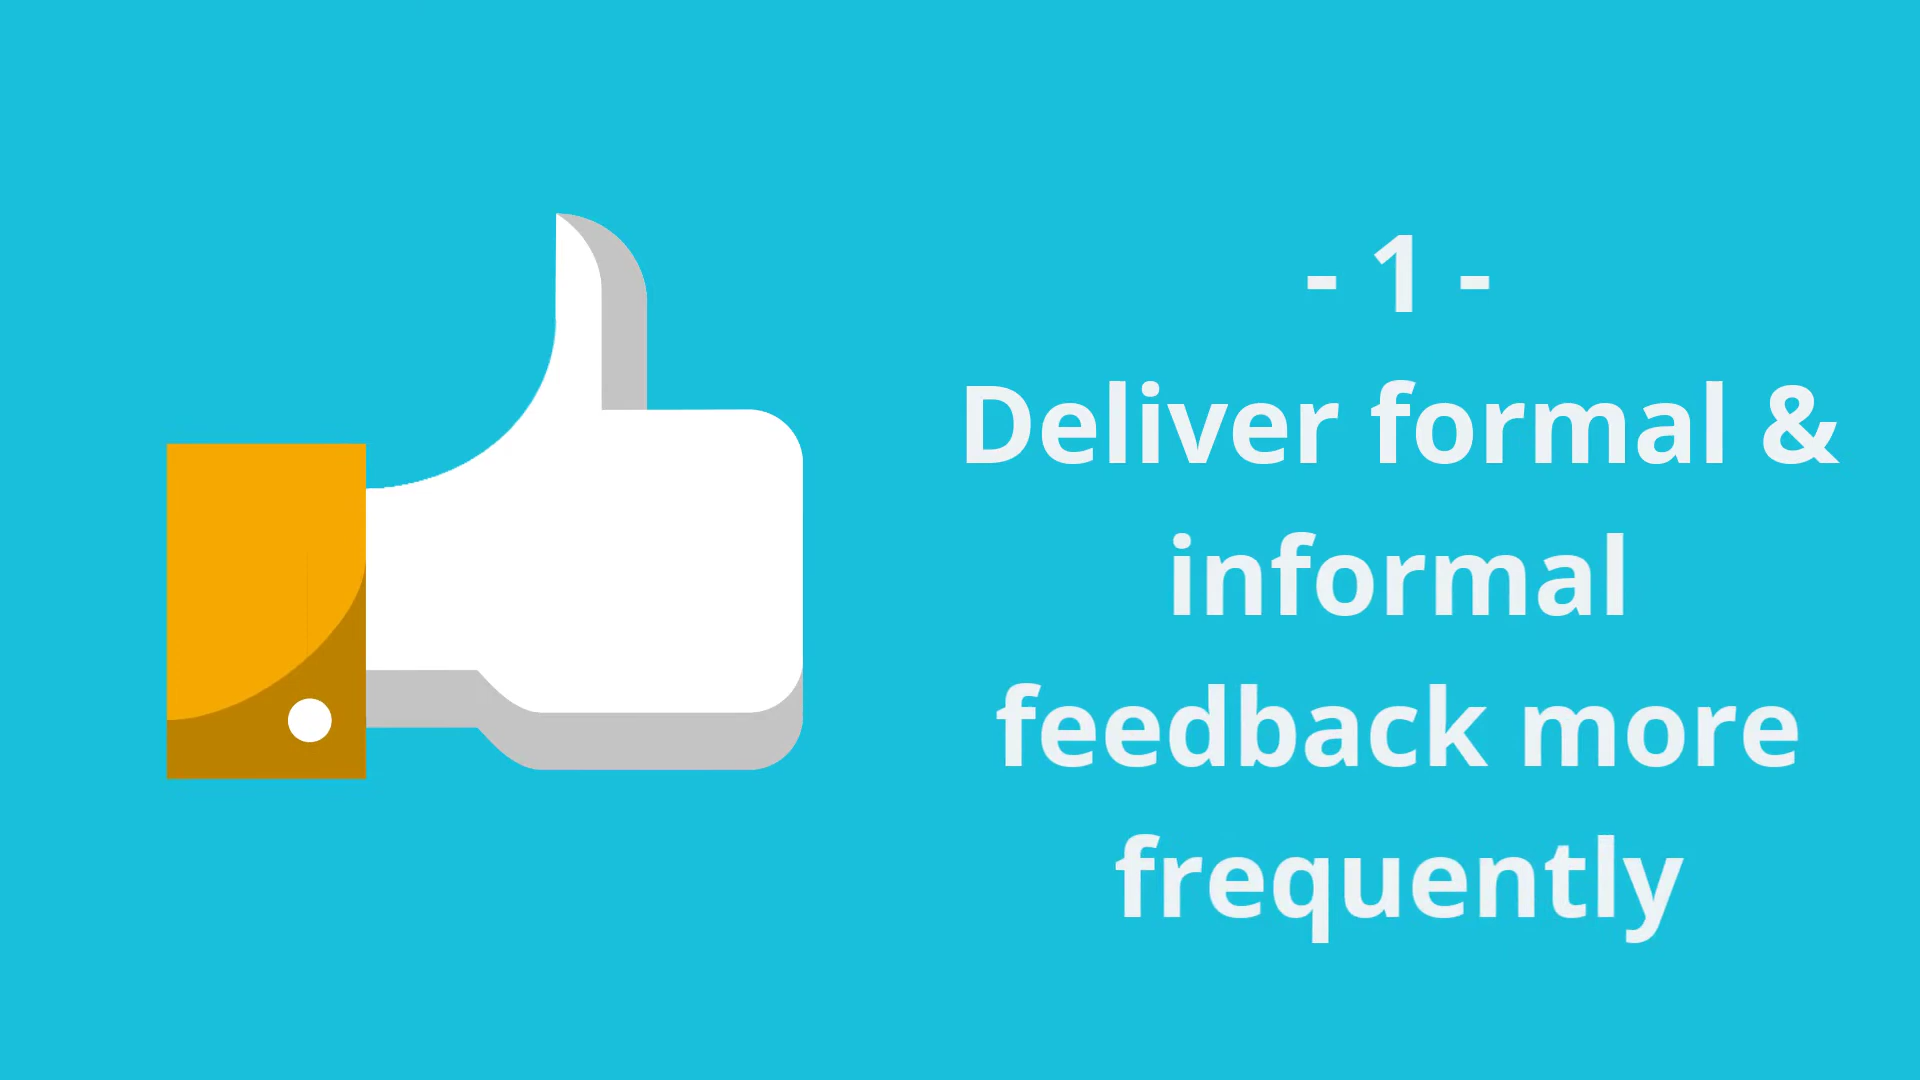 - 1 -
Deliver formal &
informal
feedback more
frequently